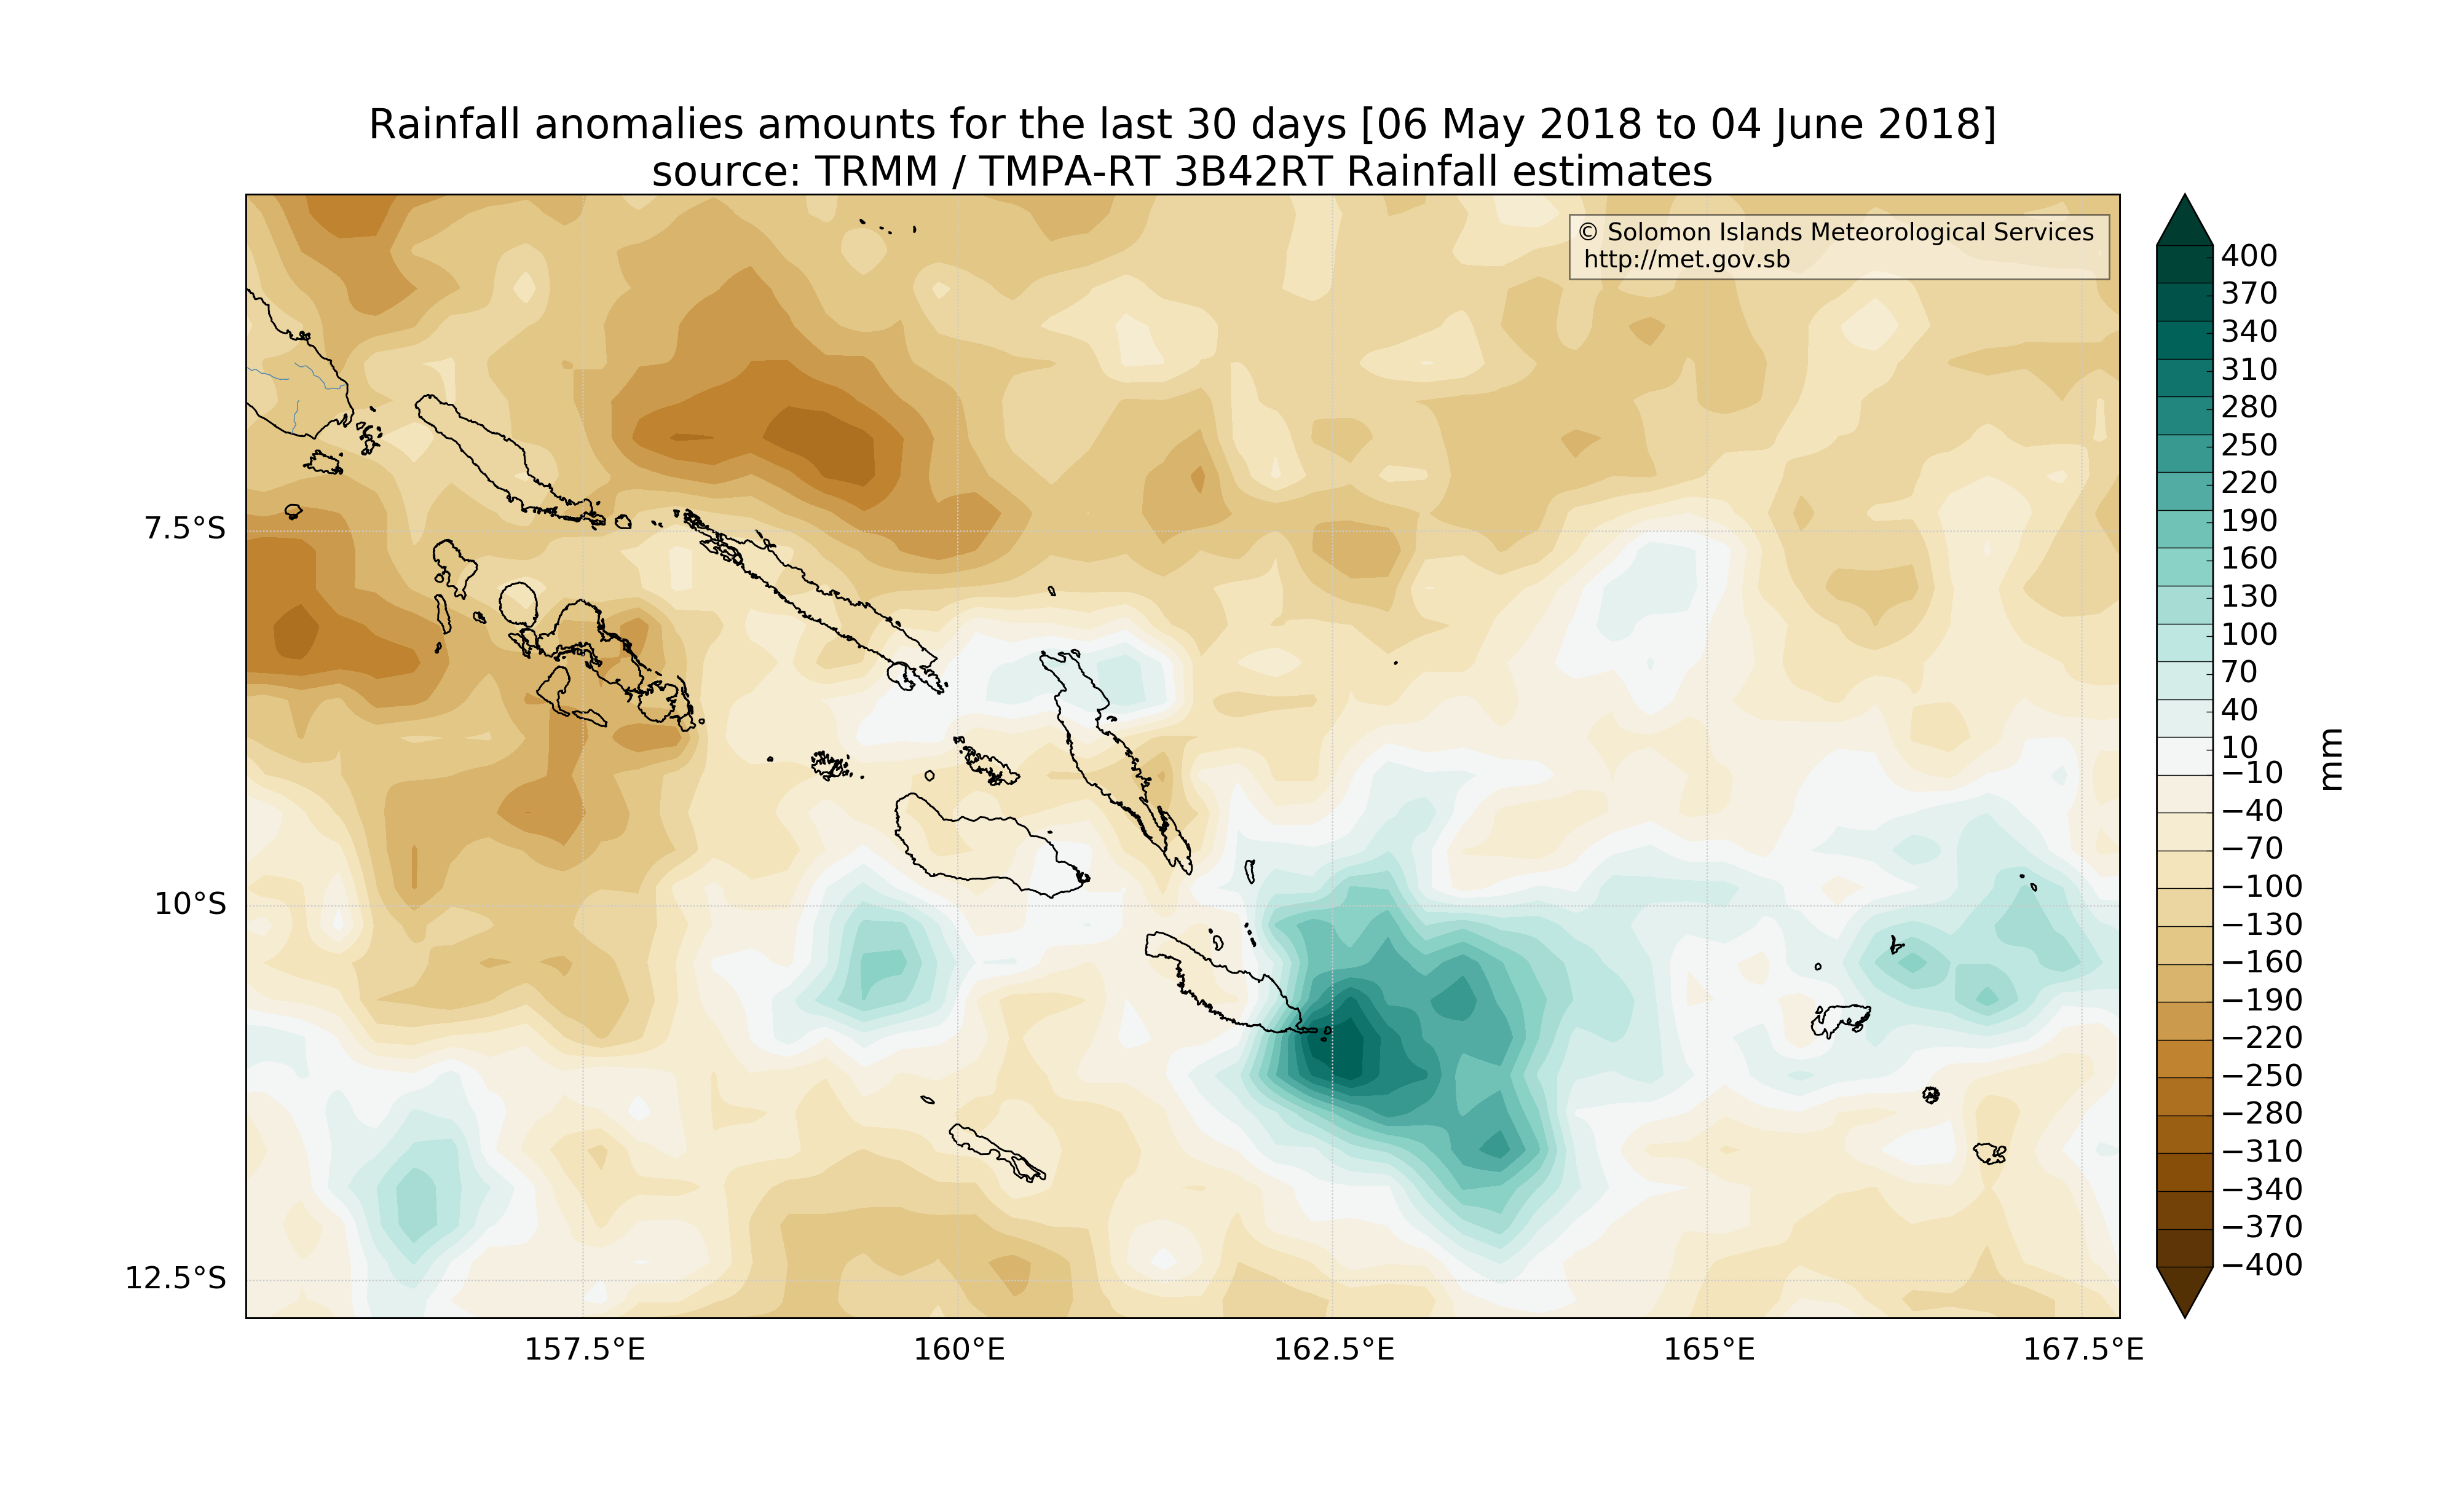 Rainfall anomalies amounts for the last 30 days [06 May 2018 to 04 June 2018]
source: TRMM / TMPA-RT 3B42RT Rainfall estimates
© Solomon Islands Meteorological Services
http://met.gov.sb
7.5°S
10°S
12.5°S
157.5°E
160°E
162.5°E
165°E
167.5°E
400
370
340
310
280
250
220
190
160
130
100
70
40
10
−10
−40
−70
−100
−130
−160
−190
−220
−250
−280
−310
−340
−370
−400
mm